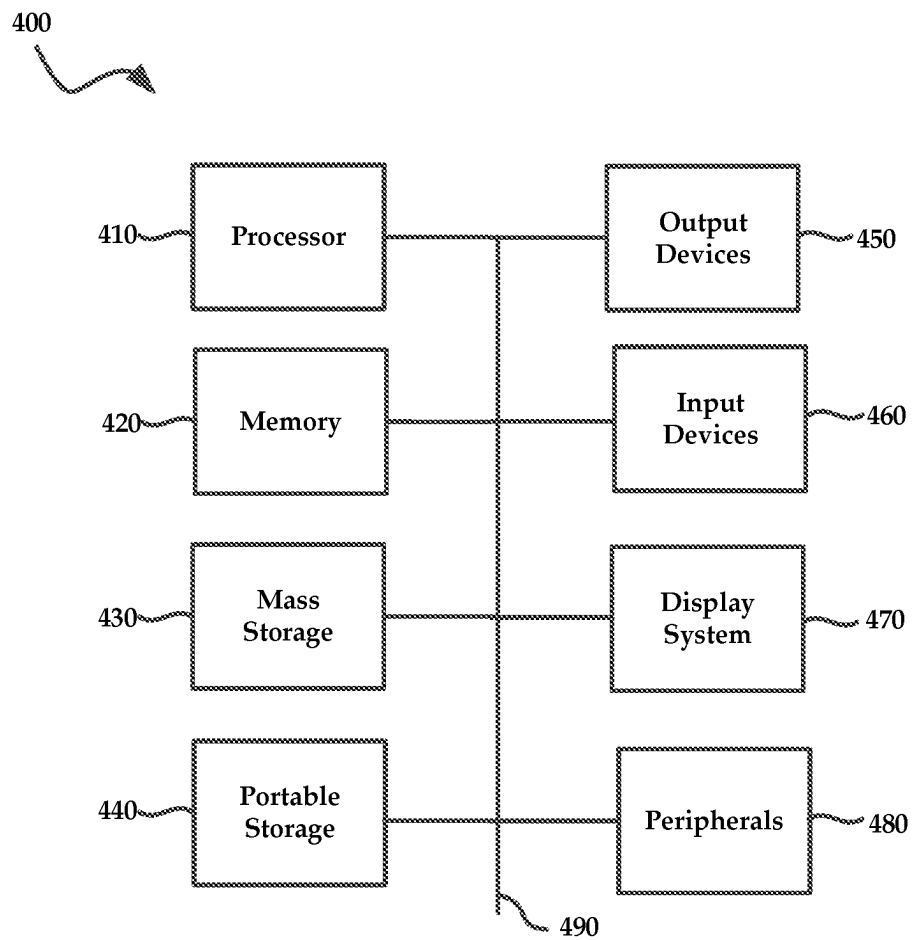 400
410
Processor
Output
Devices
450
420
Memory
Input
Devices
460
430
Mass
Storage
Display
System
470
440
Portable
Storage
Peripherals
480
490